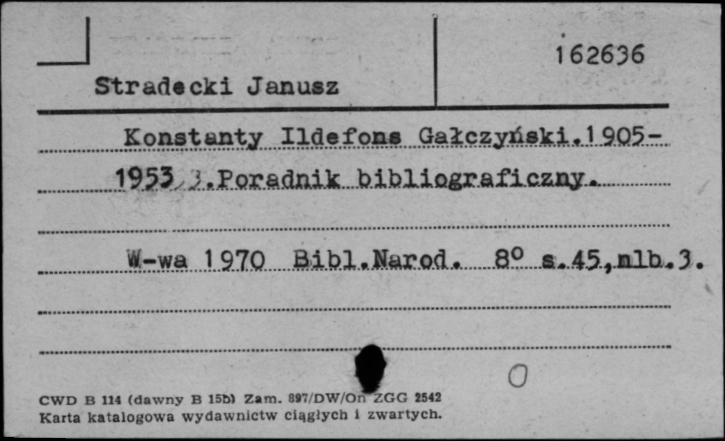 162636
Stradecki Janusz
Konstanty Ildefons Gałczyński.1905-
1953 3.Poradnik bibliograficzny.
W-wa 1970 Bibl.Narod. 8° s.45,nlb.3.
O
CWD B 114 (dawny B 15b) Zam. 897/DW/On ZGG 2542
Karta katalogowa wydawnictw ciągłych i zwartych.